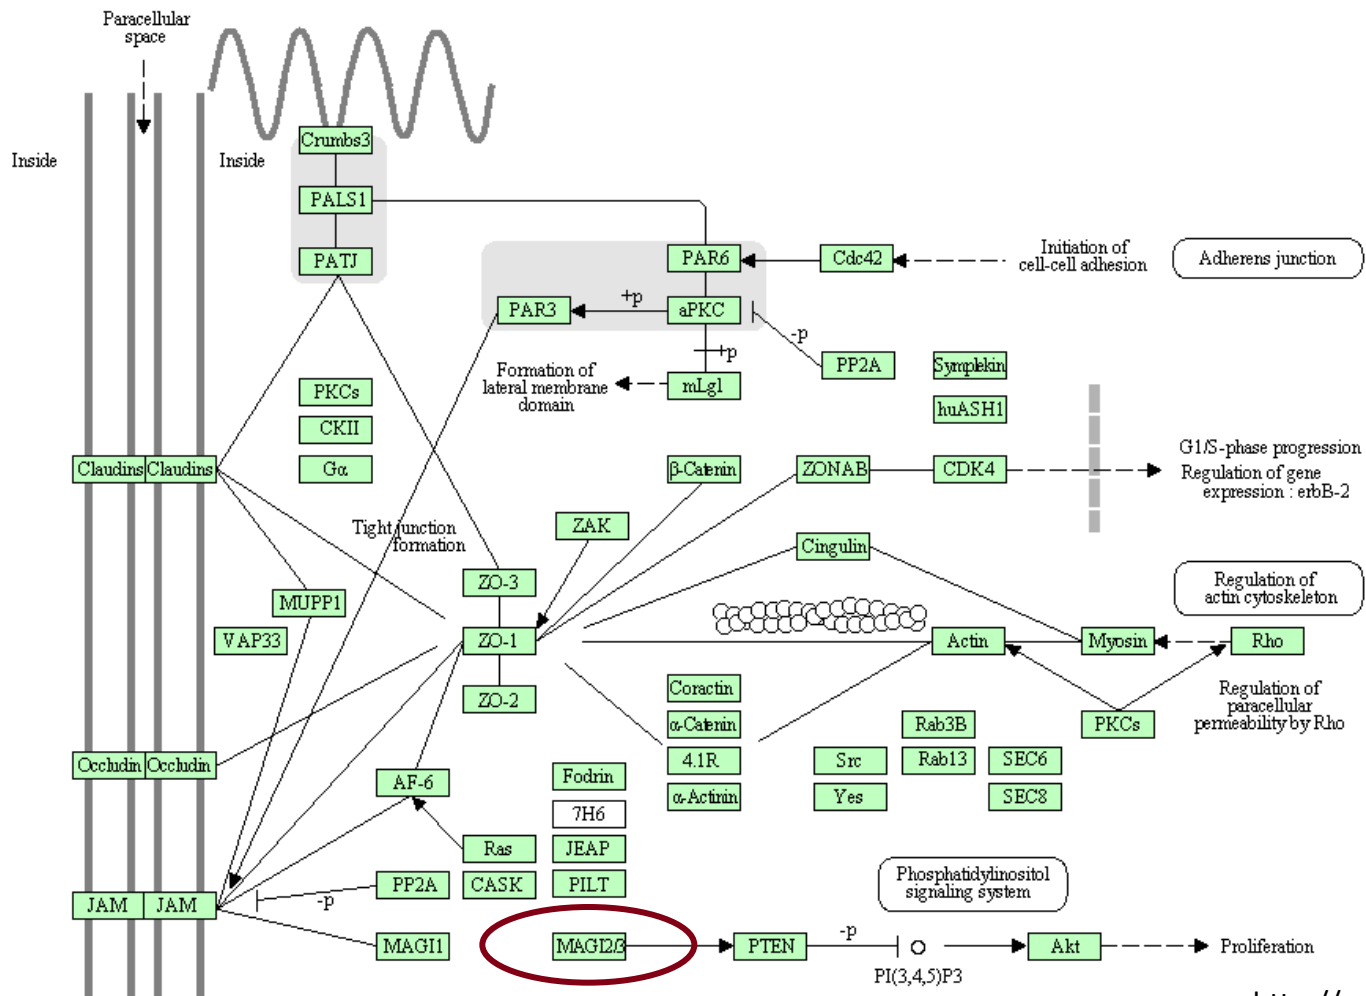 Paracellular
space
Inside
Inside
Crumbs3
PALS1
PATJ
PAR6
Cdc42
Initiation of
cell-cell adhesion
Adherens junction
PAR3
+p
aPKC
-p
+p
PP2A
Symplekin
Formation of
lateral membrane
domain
mLgl
huASH1
PKCs
CKII
Gα
Claudins
Claudins
β-Catenin
ZONAB
CDK4
G1/S-phase progression
Regulation of gene
expression : erbB-2
Tight junction
formation
ZAK
Cingulin
ZO-3
MUPP1
VAP33
ZO-1
Actin
Myosin
Rho
Regulation of
actin cytoskeleton
ZO-2
Coractin
α-Catenin
4.1R
α-Actinin
Rab3B
Rab13
PKCs
Regulation of
paracellular
permeability by Rho
Src
Yes
SEC6
SEC8
Occludin
Occludin
AF-6
Fodrin
7H6
JEAP
PILT
Ras
CASK
PP2A
-p
JAM
JAM
MAGI1
MAGI2/3
PTEN
-p
PI(3,4,5)P3
Phosphatidylinositol
signaling system
Akt
Proliferation